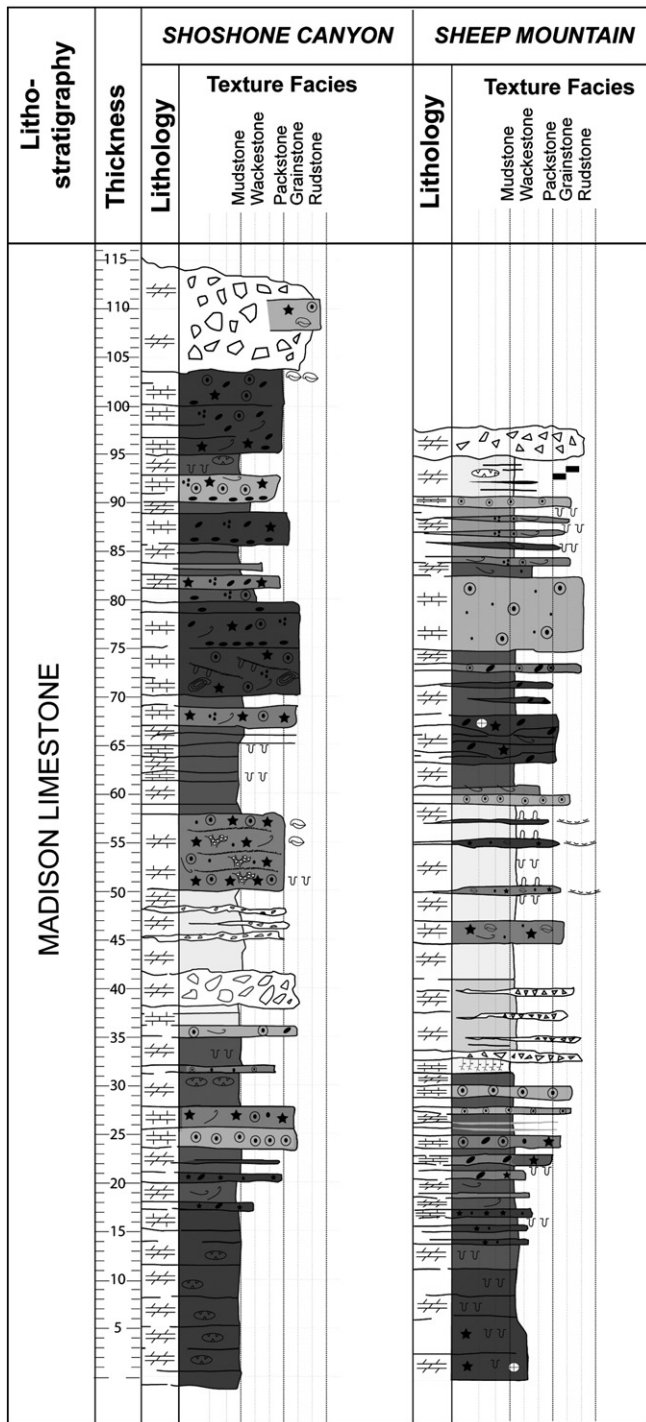 SHOSHONE CANYON
SHEEP MOUNTAIN
Litho-
stratigraphy
Thickness
Lithology
Texture Facies
Mudstone
Wackestone
Packstone
Grainstone
Rudstone
Lithology
Texture Facies
Mudstone
Wackestone
Packstone
Grainstone
Rudstone
MADISON LIMESTONE
115
110
105
100
95
90
85
80
75
70
65
60
55
50
45
40
35
30
25
20
15
10
5